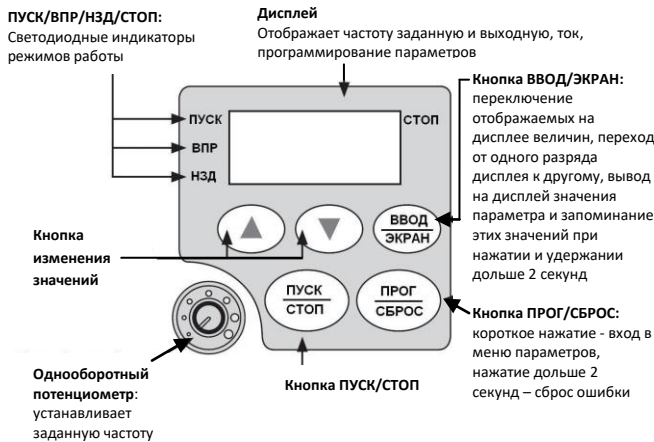 ПУСК/ВПР/НЗД/СТОП:
Светодиодные индикаторы
режимов работы
Дисплей
Отображает частоту заданную и выходную, ток,
программирование параметров
ПУСК
ВПР
НЗД
СТОП
Кнопка ВВОД/ЭКРАН:
переключение
отображаемых на
дисплее величин, переход
от одного разряда
дисплея к другому, вывод
на дисплей значения
параметра и запоминание
этих значений при
нажатии и удержании
дольше 2 секунд
ВВОД
ЭКРАН
Кнопка
изменения
значений
ПУСК
СТОП
ПРОГ
СБРОС
Кнопка ПРОГ/СБРОС:
короткое нажатие - вход в
меню параметров,
нажатие дольше 2
секунд – сброс ошибки
Однооборотный
потенциометр:
устанавливает
заданную частоту
Кнопка ПУСК/СТОП